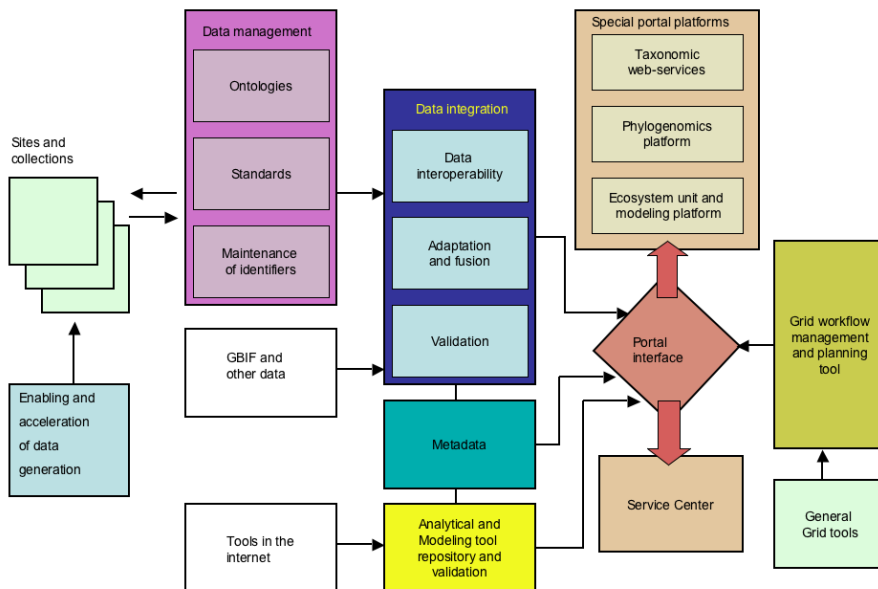 Data management
Ontologies
Standards
Maintenance
of identifiers
Sites and
collections
Enabling and
acceleration
of data
generation
GBIF and
other data
Tools in the
internet
Data integration
Data
interoperability
Adaptation
and fusion
Validation
Metadata
Analytical and
Modeling tool
repository and
validation
Special portal platforms
Taxonomic
web-services
Phylogenomics
platform
Ecosystem unit and
modeling platform
Portal
interface
Service Center
Grid workflow
management
and planning
tool
General
Grid tools